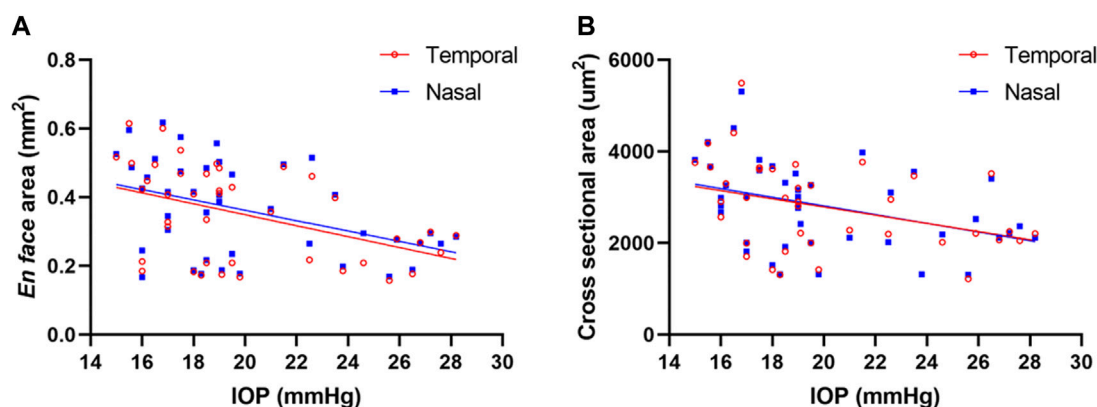 A
Temporal
Nasal
En face area (mm²)
0.8
0.6
0.4
0.2
0.0
14 16 18 20 22 24 26 28 30
IOP (mmHg)
B
Temporal
Nasal
Cross sectional area (um²)
6000
4000
2000
0
14 16 18 20 22 24 26 28 30
IOP (mmHg)